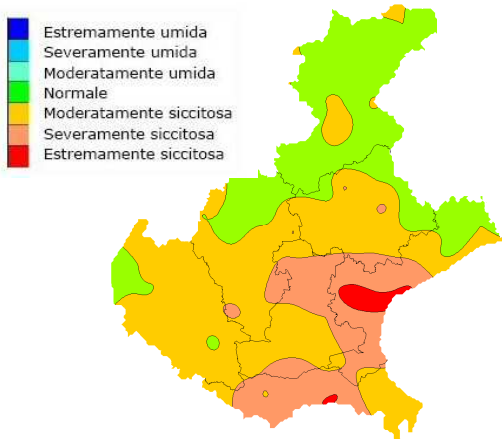 Estremamente umida
Severamente umida
Moderatamente umida
Normale
Moderatamente siccitosa
Severamente siccitosa
Estremamente siccitosa